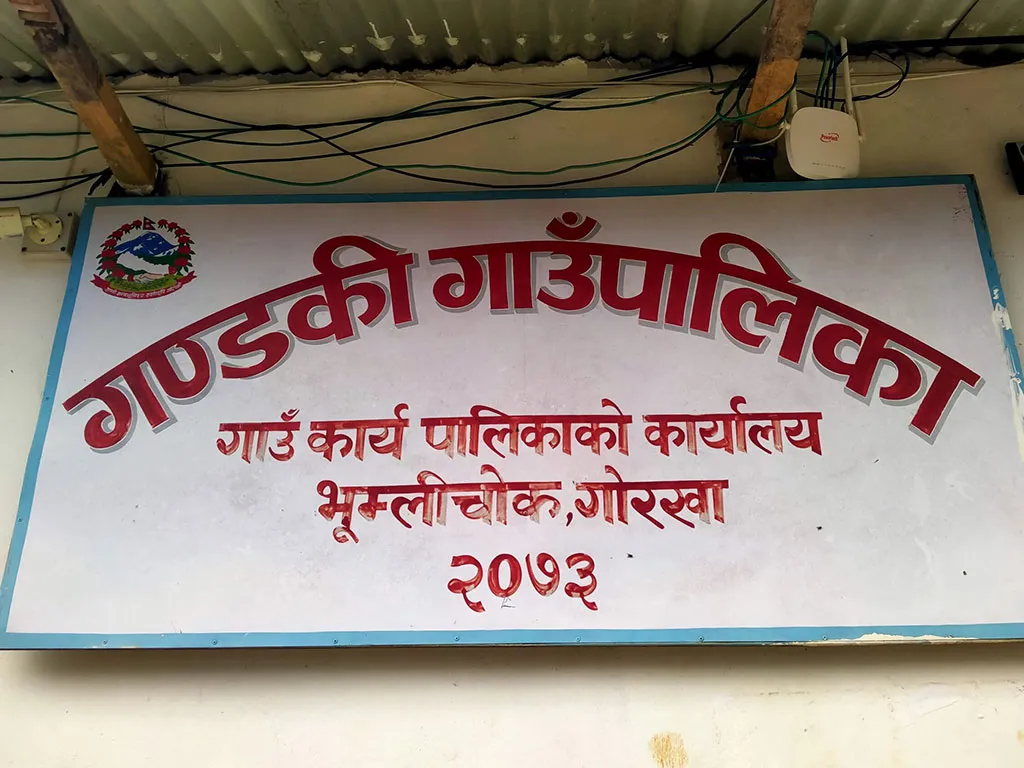 गण्डकी गाउँपालिका
गाउँ कार्य पालिकाको कार्यालय
भूम्लीचोक, गोरखा
२०७३